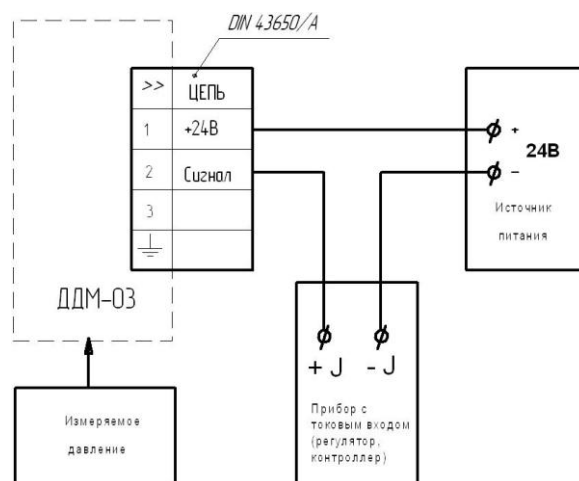 DIN 43650/A
>> ЦЕПЬ
1 +24В
2 Сигнал
3
ДДМ-03
+
24В
-
Источник
питания
+ J - J
Прибор с
токовым входом
(регулятор,
контроллер)
Измеряемое
давление